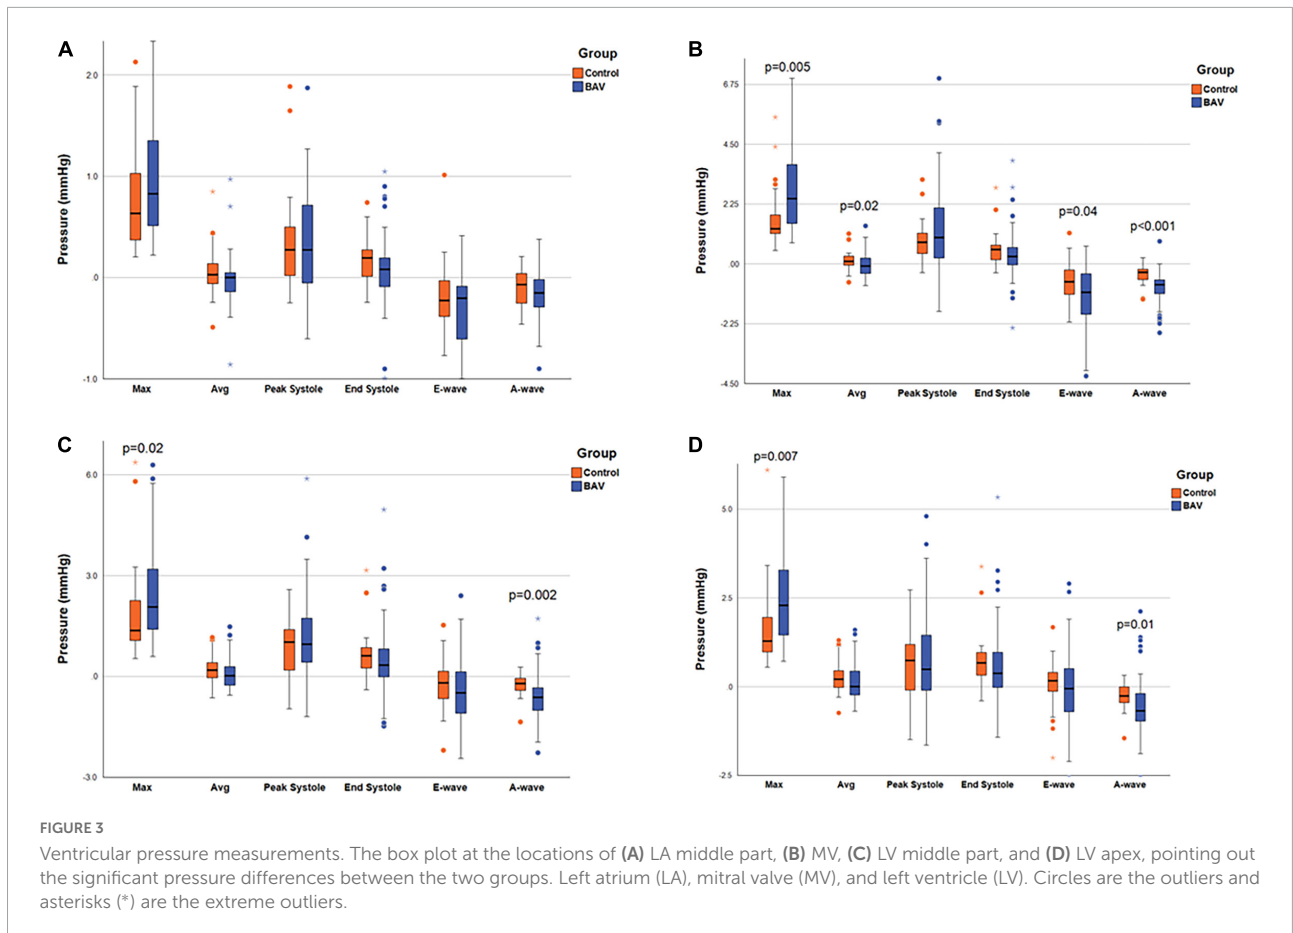 A
Group
Control
BAV
Pressure (mmHg)
2.0
1.0
.0
-1.0
Max Avg Peak Systole End Systole E-wave A-wave
B
Group
Control
BAV
Pressure (mmHg)
6.75
4.50
2.25
.00
-2.25
-4.50
p=0.005
p=0.02
p=0.04
p<0.001
Max Avg Peak Systole End Systole E-wave A-wave
C
Group
Control
BAV
Pressure (mmHg)
6.0
3.0
.0
-3.0
p=0.02
p=0.002
Max Avg Peak Systole End Systole E-wave A-wave
D
Group
Control
BAV
Pressure (mmHg)
5.0
2.5
.0
-2.5
p=0.007
p=0.01
Max Avg Peak Systole End Systole E-wave A-wave
FIGURE 3
Ventricular pressure measurements. The box plot at the locations of (A) LA middle part, (B) MV, (C) LV middle part, and (D) LV apex, pointing out
the significant pressure differences between the two groups. Left atrium (LA), mitral valve (MV), and left ventricle (LV). Circles are the outliers and
asterisks (*) are the extreme outliers.